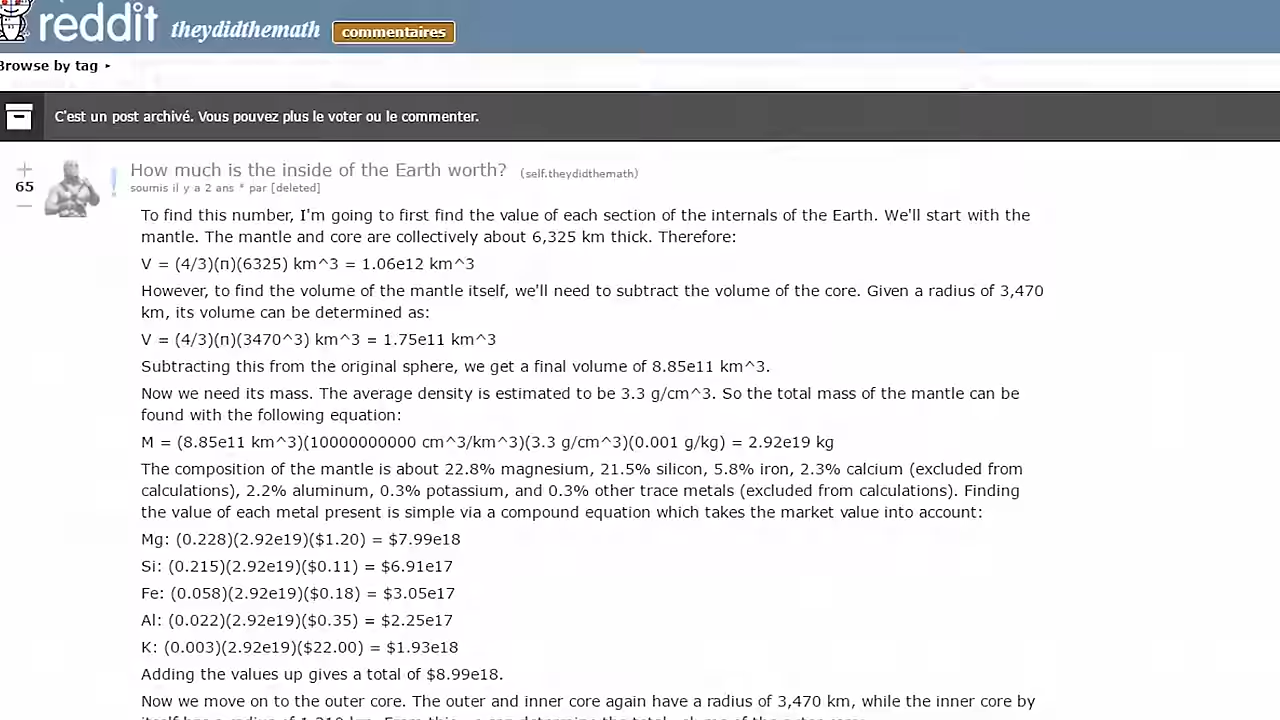 reddit theydidthemath commentaires
Browse by tag ▸
C'est un post archivé. Vous pouvez plus le voter ou le commenter.
How much is the inside of the Earth worth? (self.theydidthemath)
65
soumis il y a 2 ans * par [deleted]
To find this number, I'm going to first find the value of each section of the internals of the Earth. We'll start with the
mantle. The mantle and core are collectively about 6,325 km thick. Therefore:
V = (4/3)(π)(6325) km^3 = 1.06e12 km^3
However, to find the volume of the mantle itself, we'll need to subtract the volume of the core. Given a radius of 3,470
km, its volume can be determined as:
V = (4/3)(π)(3470^3) km^3 = 1.75e11 km^3
Subtracting this from the original sphere, we get a final volume of 8.85e11 km^3.
Now we need its mass. The average density is estimated to be 3.3 g/cm^3. So the total mass of the mantle can be
found with the following equation:
M = (8.85e11 km^3)(10000000000 cm^3/km^3)(3.3 g/cm^3)(0.001 g/kg) = 2.92e19 kg
The composition of the mantle is about 22.8% magnesium, 21.5% silicon, 5.8% iron, 2.3% calcium (excluded from
calculations), 2.2% aluminum, 0.3% potassium, and 0.3% other trace metals (excluded from calculations). Finding
the value of each metal present is simple via a compound equation which takes the market value into account:
Mg: (0.228)(2.92e19)($1.20) = $7.99e18
Si: (0.215)(2.92e19)($0.11) = $6.91e17
Fe: (0.058)(2.92e19)($0.18) = $3.05e17
Al: (0.022)(2.92e19)($0.35) = $2.25e17
K: (0.003)(2.92e19)($22.00) = $1.93e18
Adding the values up gives a total of $8.99e18.
Now we move on to the outer core. The outer and inner core again have a radius of 3,470 km, while the inner core by